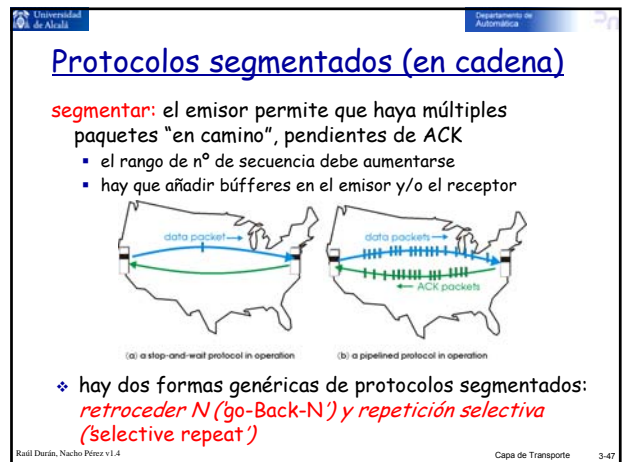 Universidad
de Alcalá
Departamento de
Automática
Protocolos segmentados (en cadena)
segmentar: el emisor permite que haya múltiples
paquetes “en camino”, pendientes de ACK
▪ el rango de nº de secuencia debe aumentarse
▪ hay que añadir búfferes en el emisor y/o el receptor
data packet
data packets
ACK packets
(a) a stop-and-wait protocol in operation
(b) a pipelined protocol in operation
❖ hay dos formas genéricas de protocolos segmentados:
retroceder N (‘go-Back-N’) y repetición selectiva
(‘selective repeat’)
Raúl Durán, Nacho Pérez v1.4
Capa de Transporte
3-47